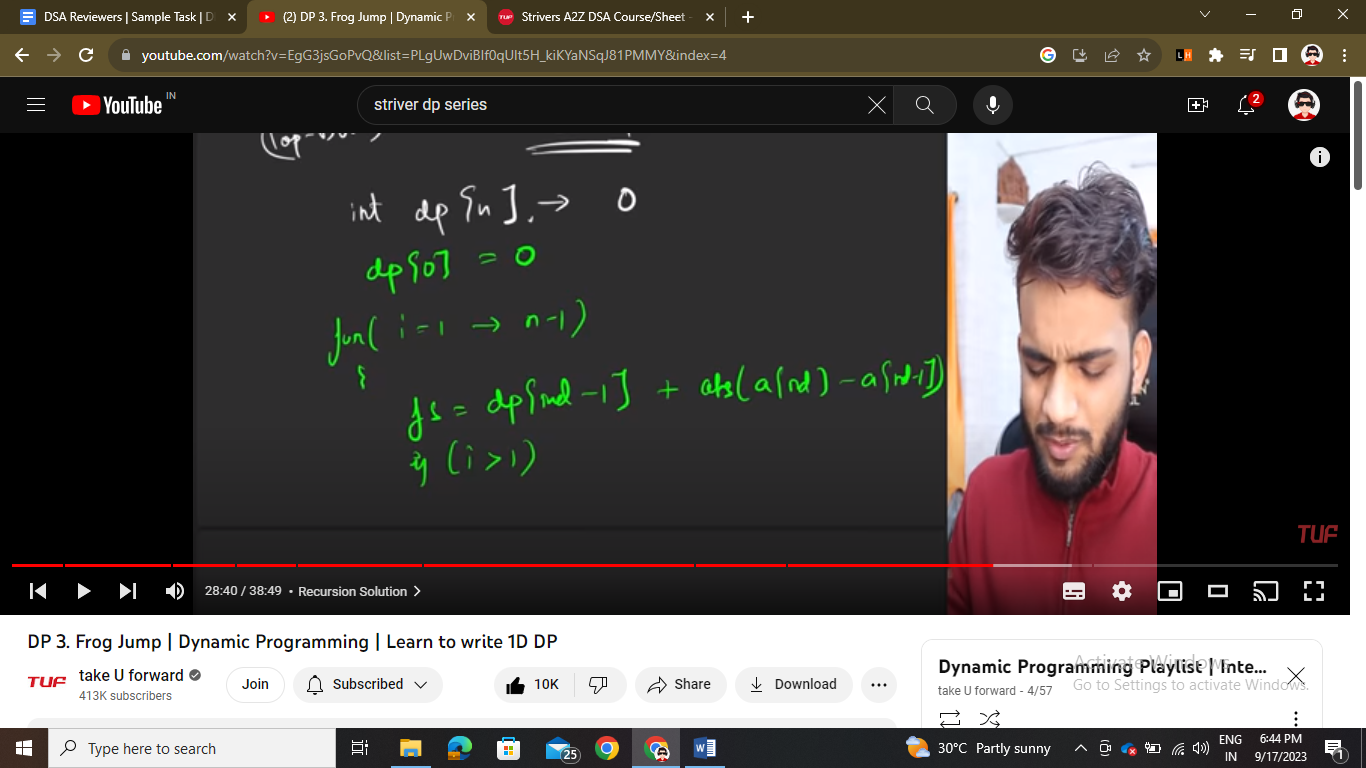 DSA Reviewers | Sample Task | D
(2) DP 3. Frog Jump | Dynamic P
Strivers A2Z DSA Course/Sheet -
youtube.com/watch?v=EgG3jsGoPvQ&list=PLgUwDviBIf0qUlt5H_kiKYaNSqJ81PMMY&index=4
YouTube IN
striver dp series
2
int dp[n] → 0
dp[0] = 0
for( i=1 → n-1)
{
fs = dp[ind-1] + abs(a[ind) - a[ind-1])
if (i>1)
TUF
28:40 / 38:49 • Recursion Solution
DP 3. Frog Jump | Dynamic Programming | Learn to write 1D DP
TUF
take U forward
413K subscribers
Join
Subscribed
10K
Share
Download
Dynamic Programming Playlist | Inte...
take U forward - 4/57
Activate Windows
Go to Settings to activate Windows.
Type here to search
25
30°C Partly sunny
ENG
IN
6:44 PM
9/17/2023
1